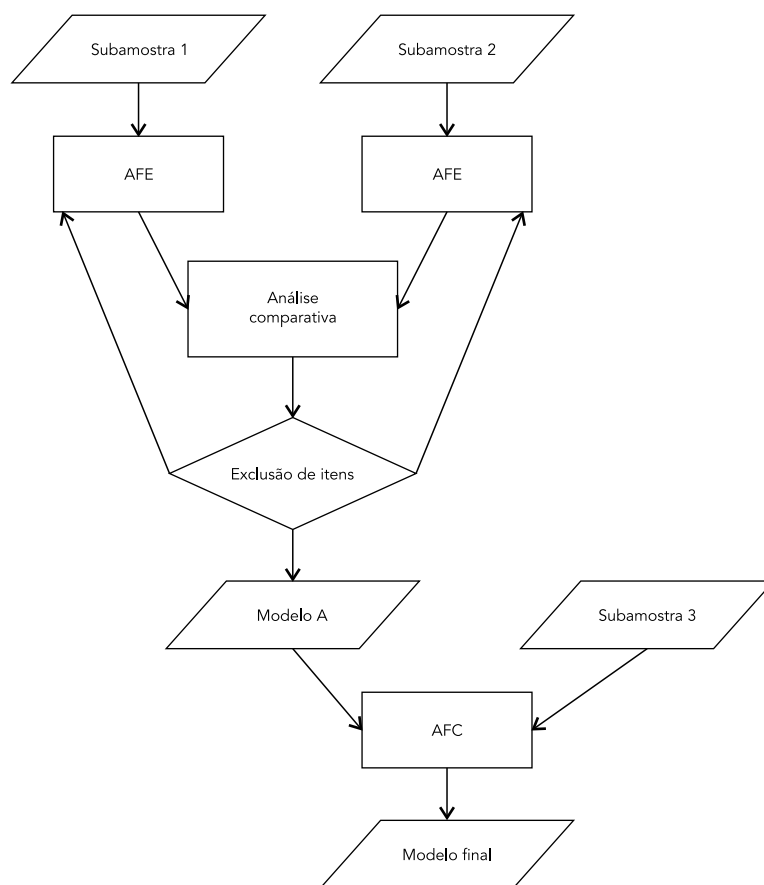 Subamostra 1
Subamostra 2
AFE
AFE
Análise
comparativa
Exclusão de itens
Modelo A
Subamostra 3
AFC
Modelo final